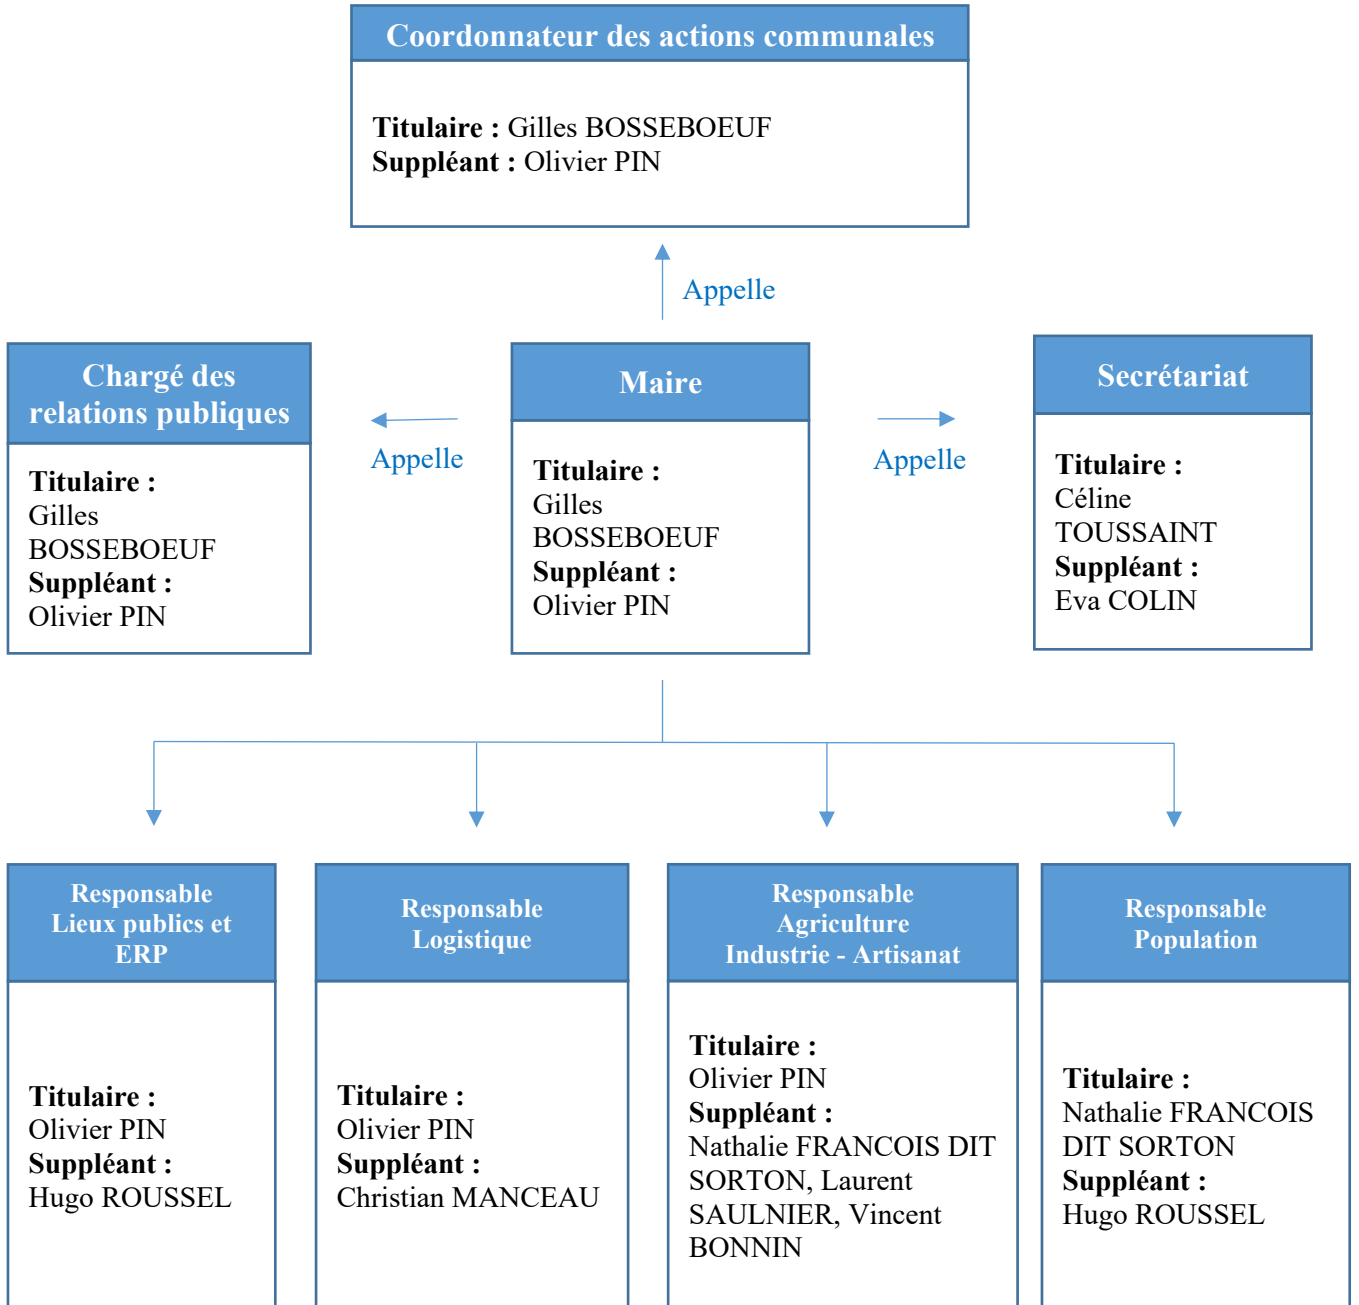 Coordonnateur des actions communales
Titulaire : Gilles BOSSEBOEUF
Suppléant : Olivier PIN
Appelle
Chargé des
relations publiques
Titulaire :
Gilles
BOSSEBOEUF
Suppléant :
Olivier PIN
Appelle
Maire
Titulaire :
Gilles
BOSSEBOEUF
Suppléant :
Olivier PIN
Appelle
Secrétariat
Titulaire :
Céline
TOUSSAINT
Suppléant :
Eva COLIN
Responsable
Lieux publics et
ERP
Titulaire :
Olivier PIN
Suppléant :
Hugo ROUSSEL
Responsable
Logistique
Titulaire :
Olivier PIN
Suppléant :
Christian MANCEAU
Responsable
Agriculture
Industrie - Artisanat
Titulaire :
Olivier PIN
Suppléant :
Nathalie FRANCOIS DIT
SORTON, Laurent
SAULNIER, Vincent
BONNIN
Responsable
Population
Titulaire :
Nathalie FRANCOIS
DIT SORTON
Suppléant :
Hugo ROUSSEL